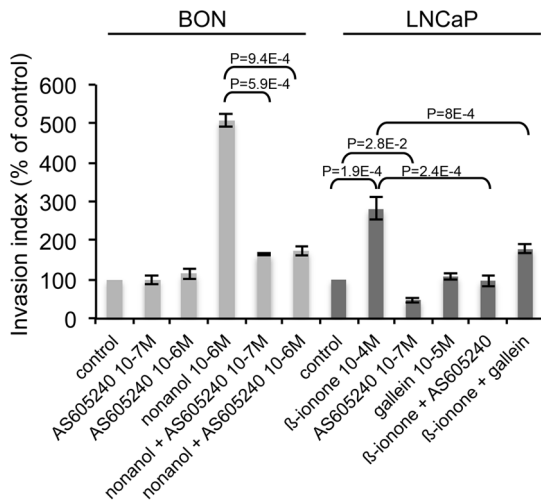 BON
LNCaP
P=9.4E-4
P=5.9E-4
P=8E-4
P=2.8E-2
P=1.9E-4
P=2.4E-4
Invasion index (% of control)
600
500
400
300
200
100
0
control
AS605240 10-7M
AS605240 10-6M
nonanol 10-6M
nonanol + AS605240 10-7M
nonanol + AS605240 10-6M
control
ß-ionone 10-4M
AS605240 10-7M
gallein 10-5M
ß-ionone + AS605240
ß-ionone + gallein